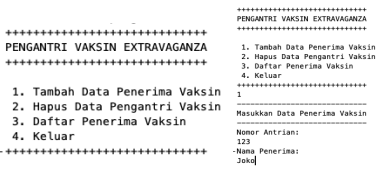 ++++++++++++++++++++++++++++
PENGANTRI VAKSIN EXTRAVAGANZA
++++++++++++++++++++++++++++
1. Tambah Data Penerima Vaksin
2. Hapus Data Pengantri Vaksin
3. Daftar Penerima Vaksin
4. Keluar
++++++++++++++++++++++++++++
++++++++++++++++++++++++++++
PENGANTRI VAKSIN EXTRAVAGANZA
++++++++++++++++++++++++++++
1. Tambah Data Penerima Vaksin
2. Hapus Data Pengantri Vaksin
3. Daftar Penerima Vaksin
4. Keluar
++++++++++++++++++++++++++++
1
----------------------------
Masukkan Data Penerima Vaksin
----------------------------
Nomor Antrian:
123
Nama Penerima:
Joko